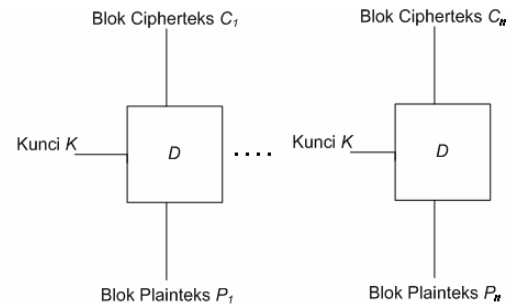 Blok Cipherteks C1
Kunci K
D
Blok Plainteks P1
....
Blok Cipherteks Cn
Kunci K
D
Blok Plainteks Pn